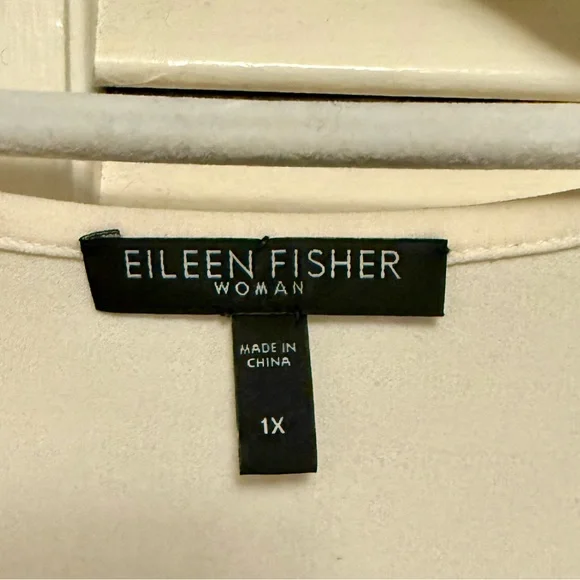 EILEEN FISHER
WOMAN
MADE IN
CHINA
1X